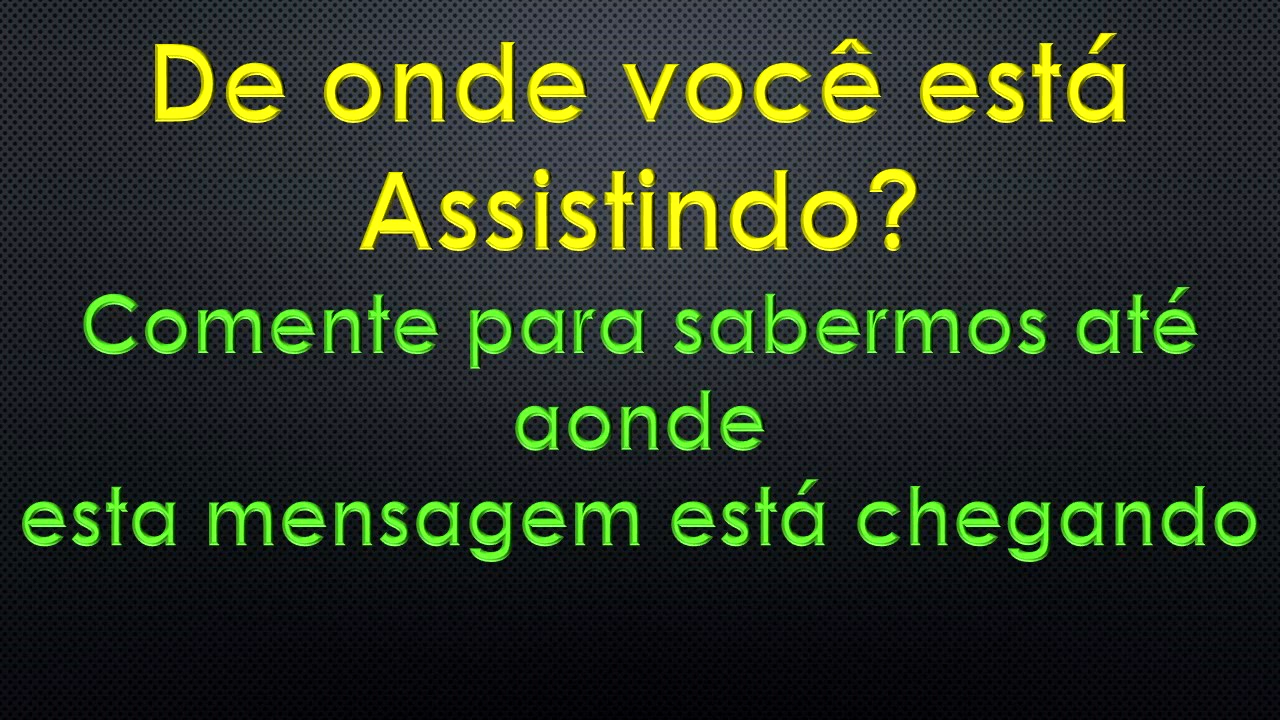 De onde você está
Assistindo?
Comente para sabermos até
aonde
esta mensagem está chegando